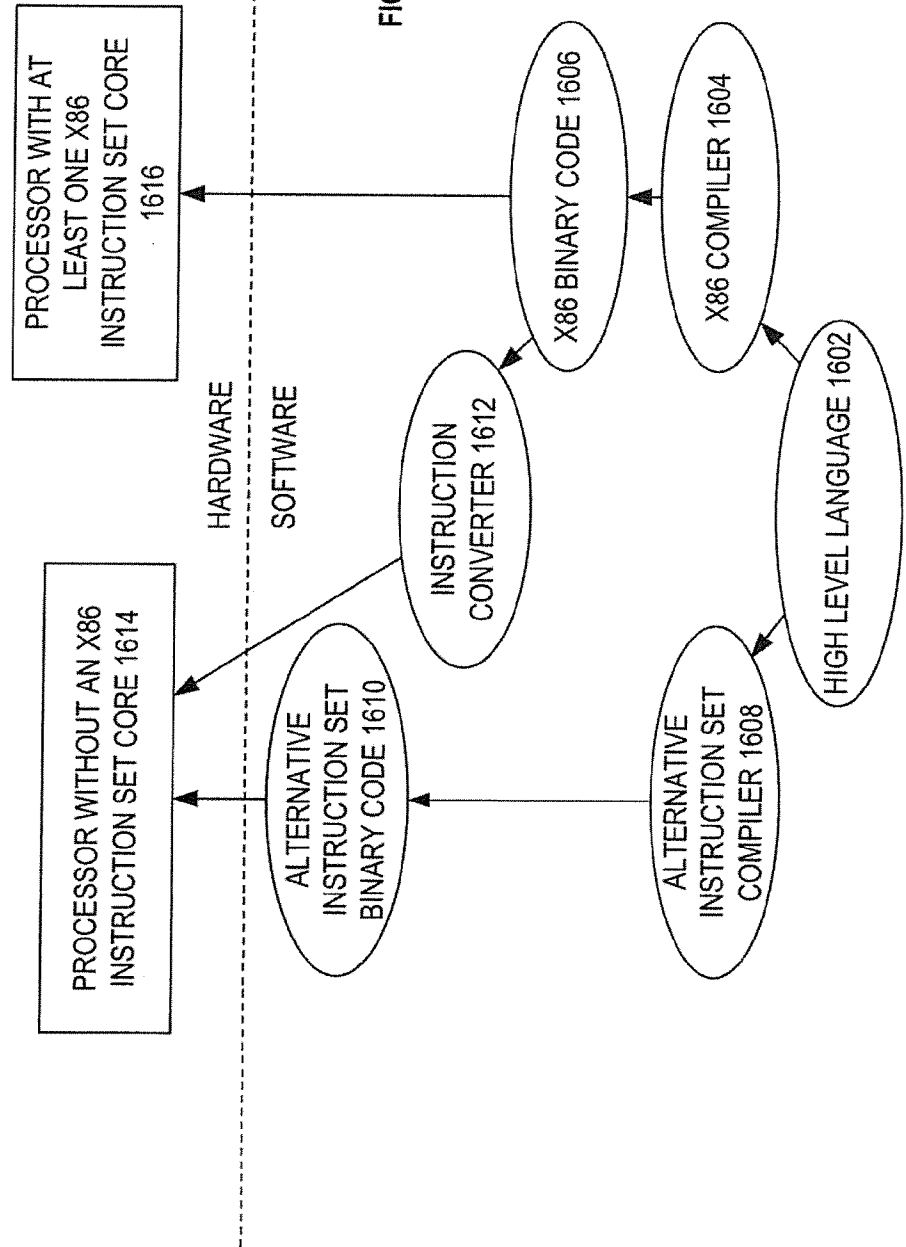 PROCESSOR WITH AT
LEAST ONE X86
INSTRUCTION SET CORE
1616
PROCESSOR WITHOUT AN X86
INSTRUCTION SET CORE 1614
HARDWARE
SOFTWARE
FIG
ALTERNATIVE
INSTRUCTION SET
BINARY CODE 1610
INSTRUCTION
CONVERTER 1612
X86 BINARY CODE 1606
ALTERNATIVE
INSTRUCTION SET
COMPILER 1608
X86 COMPILER 1604
HIGH LEVEL LANGUAGE 1602